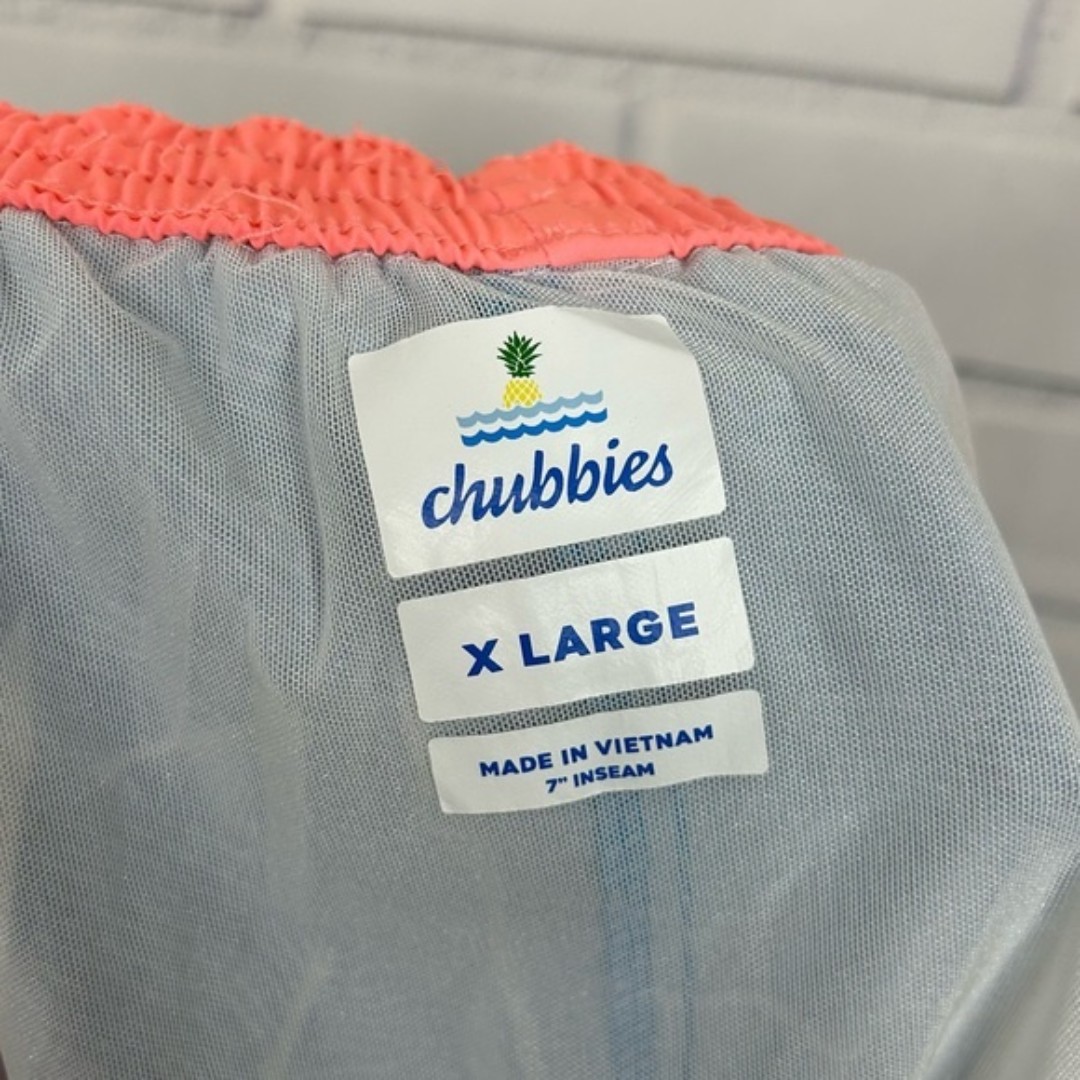 chubbies
X LARGE
MADE IN VIETNAM
7" INSEAM